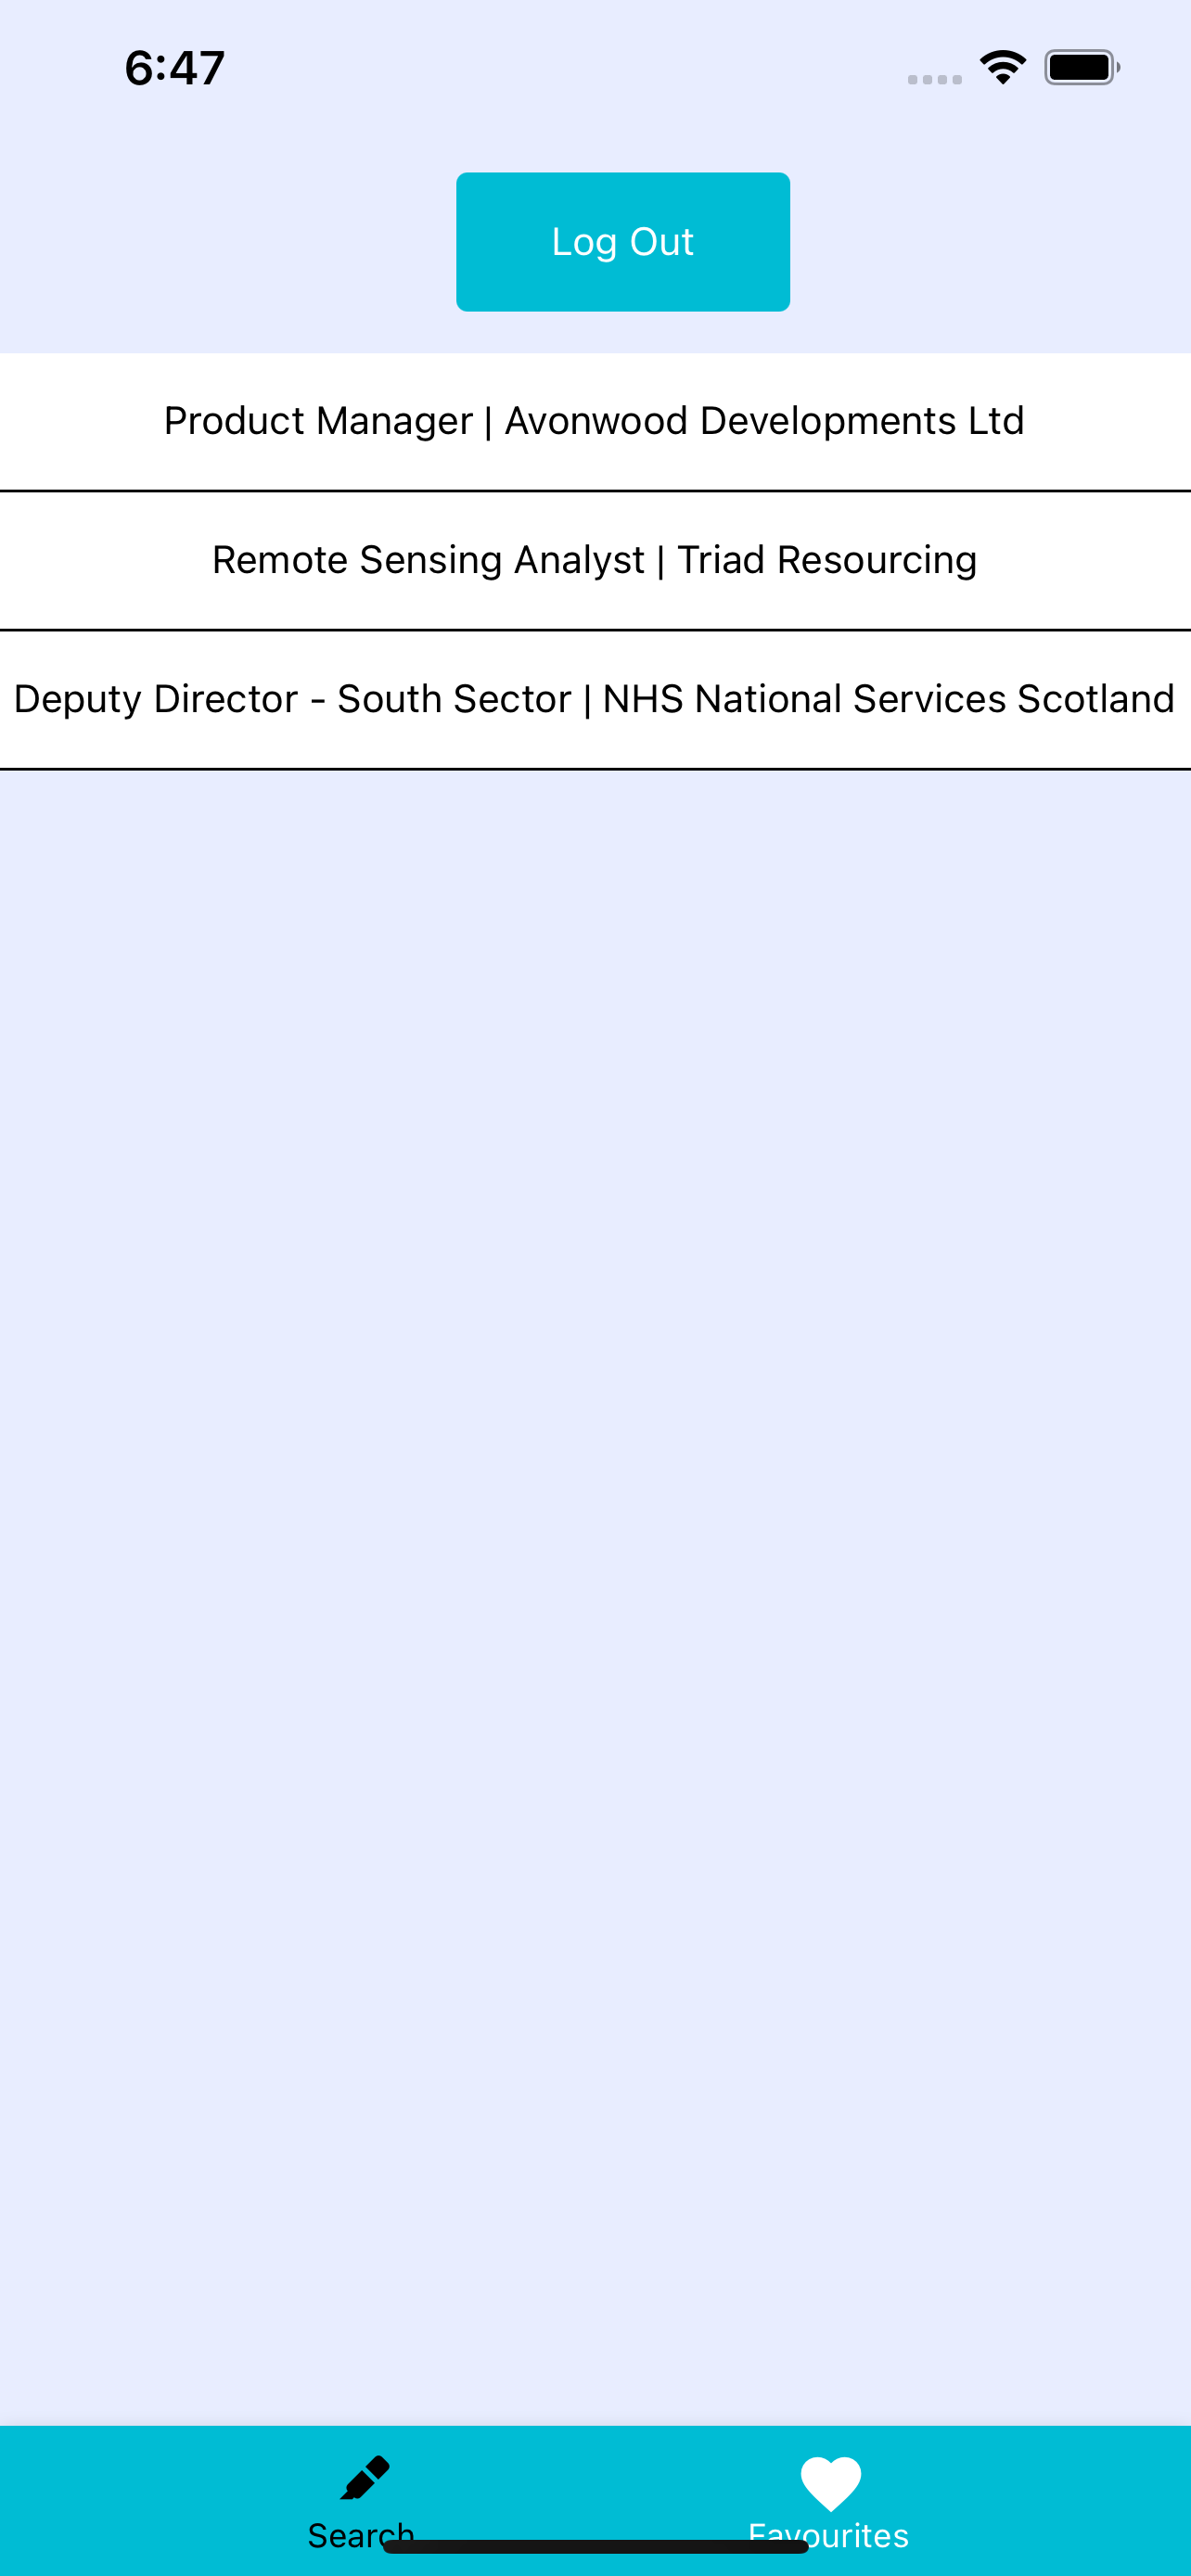 6:47
Log Out
Product Manager | Avonwood Developments Ltd
Remote Sensing Analyst | Triad Resourcing
Deputy Director - South Sector | NHS National Services Scotland
Search
Favourites